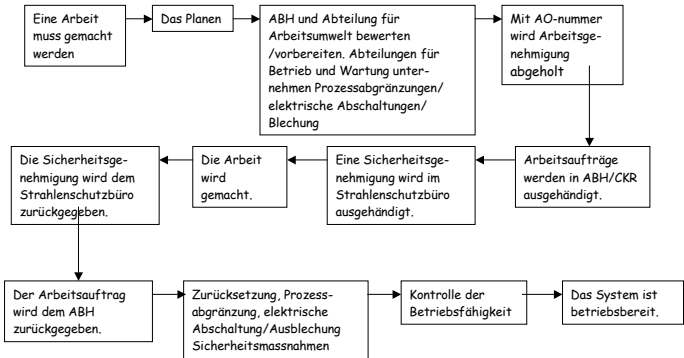 Eine Arbeit
muss gemacht
werden
Das Planen
ABH und Abteilung für
Arbeitsumwelt bewerten
/vorbereiten. Abteilungen für
Betrieb und Wartung unter-
nehmen Prozessabgränzungen/
elektrische Abschaltungen/
Blechung
Mit AO-nummer
wird Arbeitsge-
nehmigung
abgeholt
Arbeitsaufträge
werden in ABH/CKR
ausgehändigt.
Eine Sicherheitsge-
nehmigung wird im
Strahlenschutzbüro
ausgehändigt.
Die Arbeit
wird
gemacht.
Die Sicherheitsge-
nehmigung wird dem
Strahlenschutzbüro
zurückgegeben.
Der Arbeitsauftrag
wird dem ABH
zurückgegeben.
Zurücksetzung, Prozess-
abgränzung, elektrische
Abschaltung/Ausblechung
Sicherheitsmassnahmen
Kontrolle der
Betriebsfähigkeit
Das System ist
betriebsbereit.